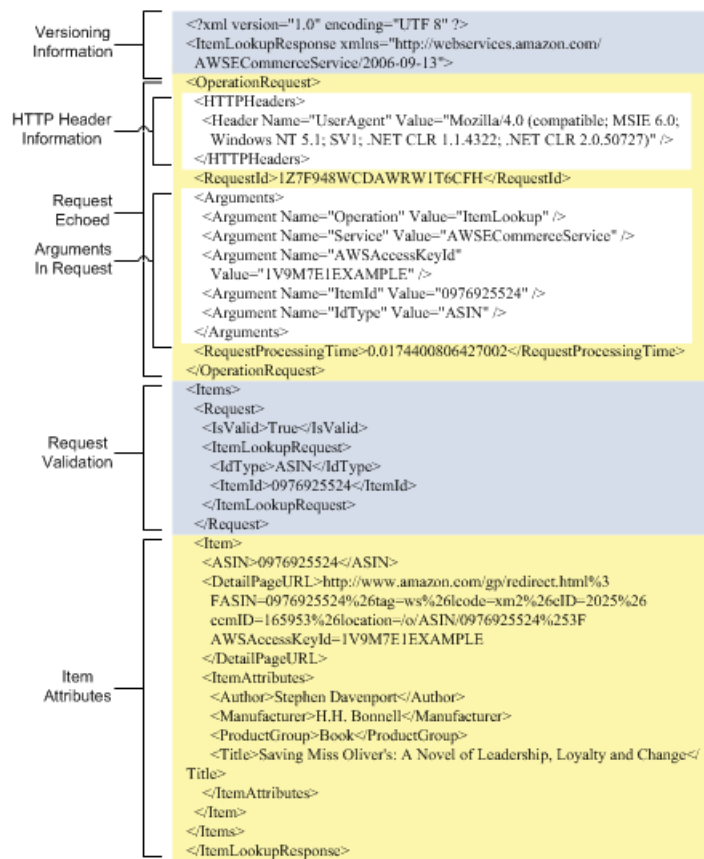 Versioning
Information
<?xml version="1.0" encoding="UTF 8" ?>
<ItemLookupResponse xmlns="http://webservices.amazon.com/
AWSECommerceService/2006-09-13">
<OperationRequest>
<HTTPHeaders>
HTTP Header
Information
<Header Name="UserAgent" Value="Mozilla/4.0 (compatible; MSIE 6.0;
Windows NT 5.1; SV1; .NET CLR 1.1.4322; .NET CLR 2.0.50727)" />
</HTTPHeaders>
<RequestId>1Z7F948WCDAWRW1T6CFH</RequestId>
Request
Echoed
Arguments
In Request
<Arguments>
<Argument Name="Operation" Value="ItemLookup" />
<Argument Name="Service" Value="AWSECommerceService" />
<Argument Name="AWSAccessKeyId"
Value="1V9M7E1EXAMPLE" />
<Argument Name="ItemId" Value="0976925524" />
<Argument Name="IdType" Value="ASIN" />
</Arguments>
<RequestProcessingTime>0.0174400806427002</RequestProcessingTime>
</OperationRequest>
Request
Validation
<Items>
<Request>
<IsValid>True</IsValid>
<ItemLookupRequest>
<IdType>ASIN</IdType>
<ItemId>0976925524</ItemId>
</ItemLookupRequest>
</Request>
Item
Attributes
<Item>
<ASIN>0976925524</ASIN>
<DetailPageURL>http://www.amazon.com/gp/redirect.html%3
FASIN=0976925524%26tag=ws%26lcode=xm2%26cID=2025%26
ccmID=165953%26location=/o/ASIN/0976925524%253F
AWSAccessKeyId=1V9M7E1EXAMPLE
</DetailPageURL>
<ItemAttributes>
<Author>Stephen Davenport</Author>
<Manufacturer>H.H. Bonnell</Manufacturer>
<ProductGroup>Book</ProductGroup>
<Title>Saving Miss Oliver's: A Novel of Leadership, Loyalty and Change</
Title>
</ItemAttributes>
</Item>
</Items>
</ItemLookupResponse>